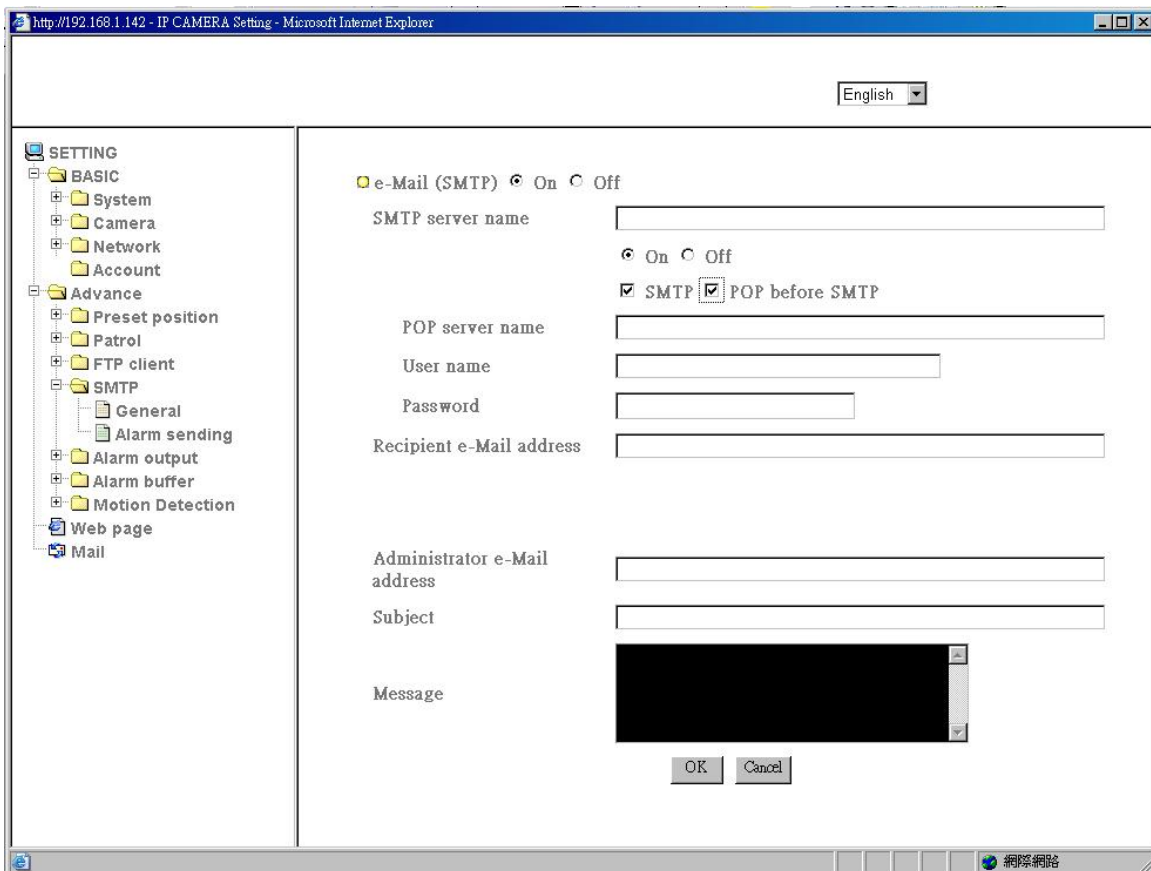 http://192.168.1.142 - IP CAMERA Setting - Microsoft Internet Explorer
English
SETTING
BASIC
System
Camera
Network
Account
Advance
Preset position
Patrol
FTP client
SMTP
General
Alarm sending
Alarm output
Alarm buffer
Motion Detection
Web page
Mail
e-Mail (SMTP) On Off
SMTP server name
On Off
SMTP POP before SMTP
POP server name
User name
Password
Recipient e-Mail address
Administrator e-Mail
address
Subject
Message
OK Cancel
網際網路